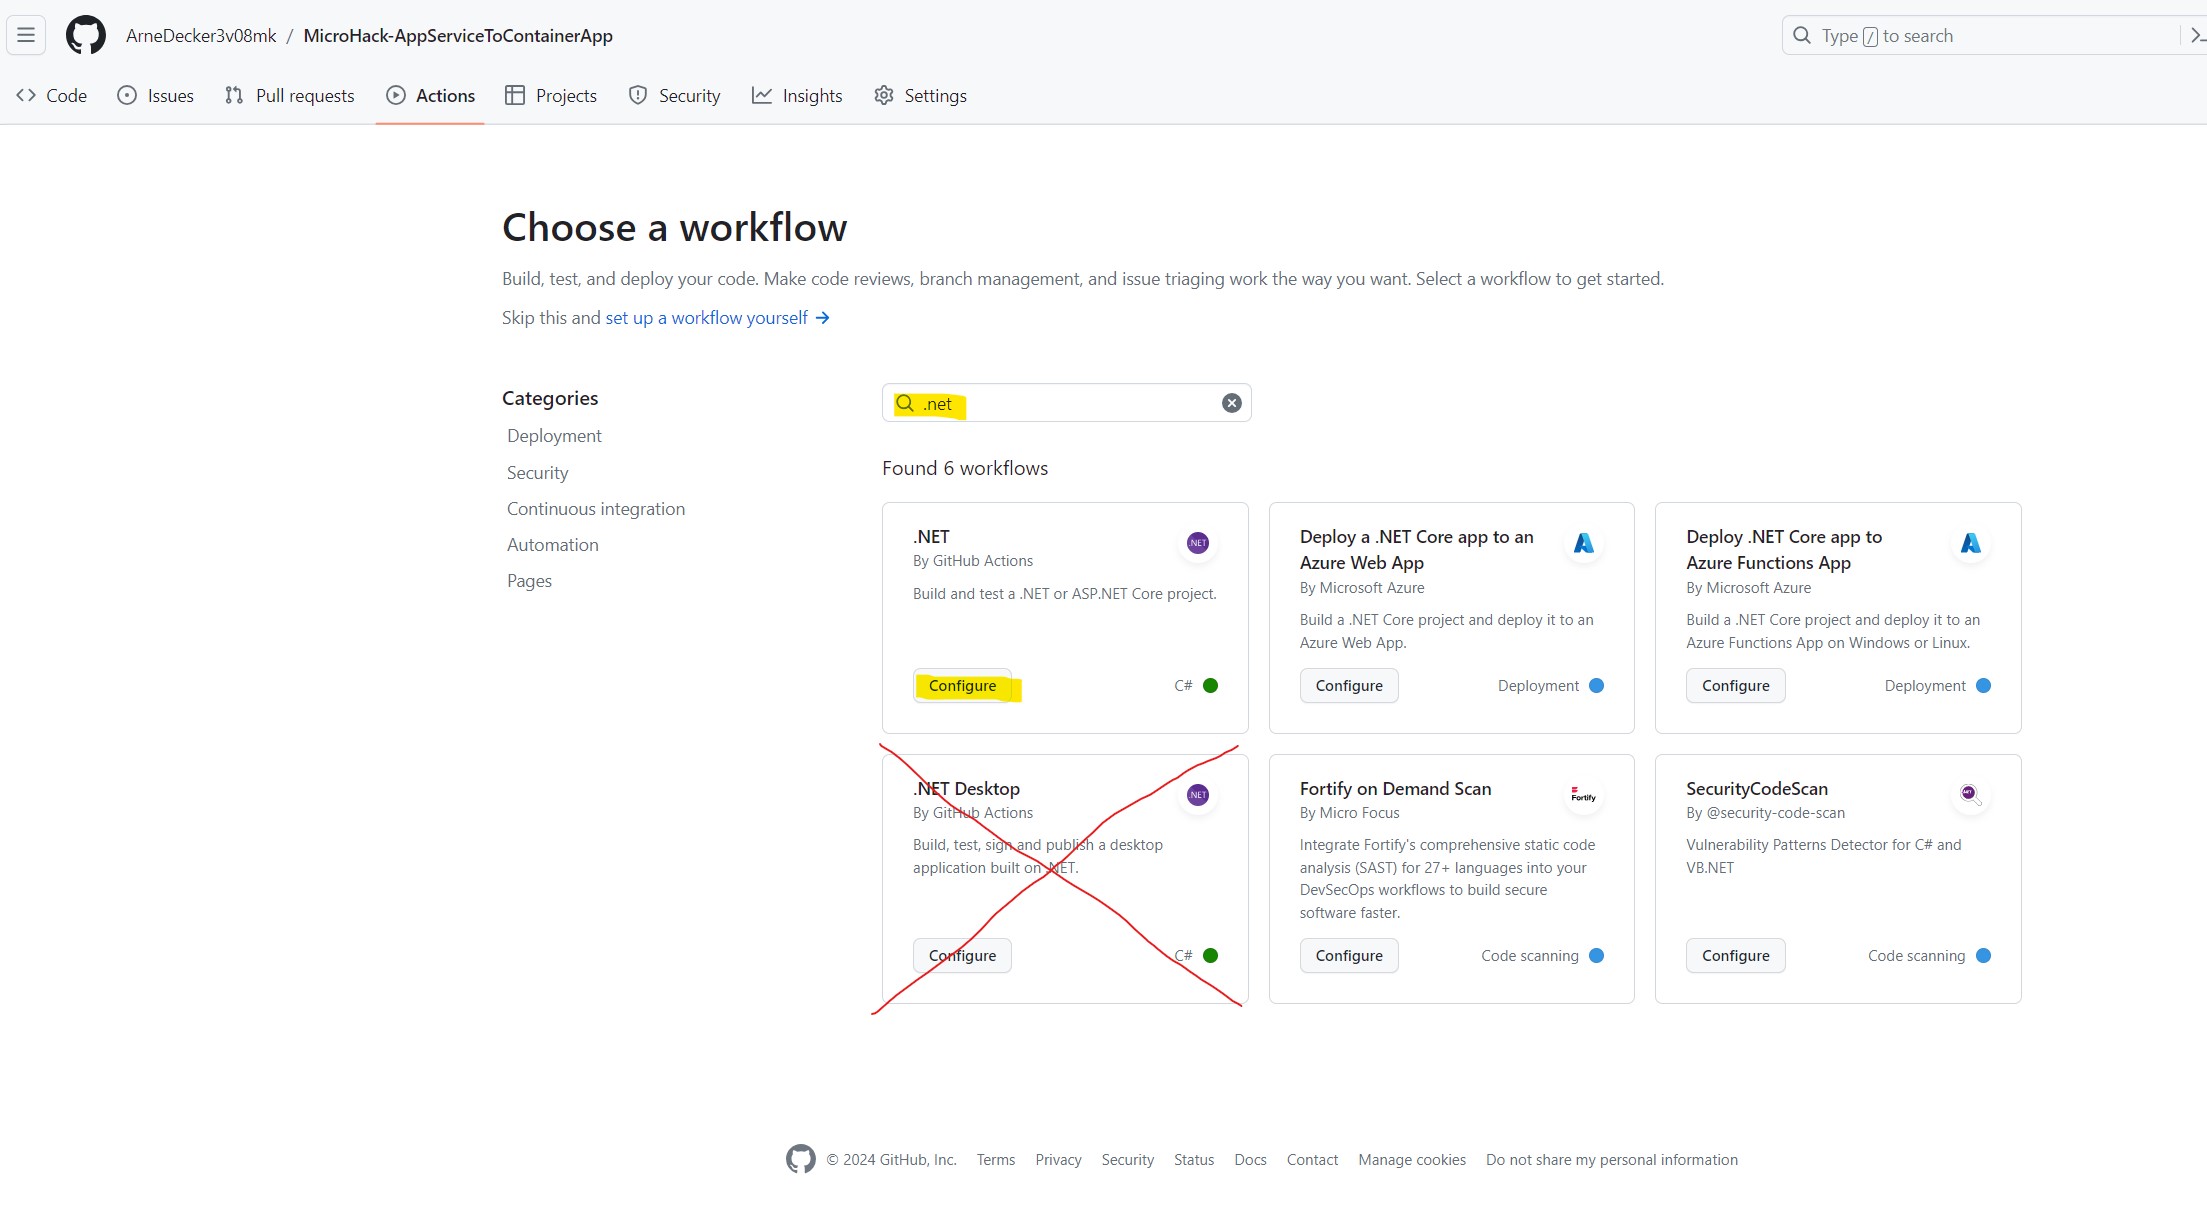 ArneDecker3v08mk / MicroHack-AppServiceToContainerApp
Type / to search
Code Issues Pull requests Actions Projects Security Insights Settings
Choose a workflow
Build, test, and deploy your code. Make code reviews, branch management, and issue triaging work the way you want. Select a workflow to get started.
Skip this and set up a workflow yourself →
Categories
Deployment
Security
Continuous integration
Automation
Pages
.net
Found 6 workflows
.NET
By GitHub Actions
Build and test a .NET or ASP.NET Core project.
Configure
C#
NET
Deploy a .NET Core app to an
Azure Web App
By Microsoft Azure
Build a .NET Core project and deploy it to an
Azure Web App.
Configure
Deployment
Deploy .NET Core app to
Azure Functions App
By Microsoft Azure
Build a .NET Core project and deploy it to an
Azure Functions App on Windows or Linux.
Configure
Deployment
.NET Desktop
By GitHub Actions
Build, test, sign and publish a desktop
application built on .NET.
Configure
C#
NET
Fortify on Demand Scan
By Micro Focus
Integrate Fortify's comprehensive static code
analysis (SAST) for 27+ languages into your
DevSecOps workflows to build secure
software faster.
Configure
Code scanning
Fortify
SecurityCodeScan
By @security-code-scan
Vulnerability Patterns Detector for C# and
VB.NET
Configure
Code scanning
© 2024 GitHub, Inc. Terms Privacy Security Status Docs Contact Manage cookies Do not share my personal information